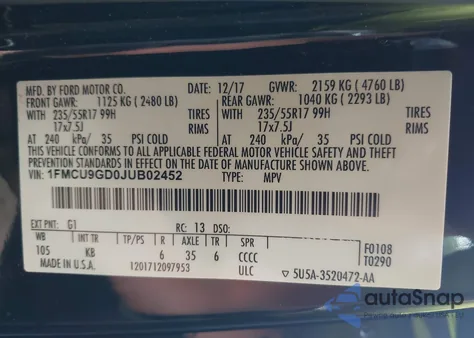 MFD. BY FORD MOTOR CO. 12/17 GVWR: 2159 KG (4760 LB)
FRONT GAWR: 1125 KG (2480 LB) REAR GAWR: 1040 KG (2293 LB)
WITH 235/55R17 99H TIRES WITH 235/55R17 99H TIRES
17x7.5J RIMS 17x7.5J RIMS
AT 240 kPa/ 35 PSI COLD AT 240 kPa/ 35 PSI COLD
THIS VEHICLE CONFORMS TO ALL APPLICABLE FEDERAL MOTOR VEHICLE SAFETY AND THEFT
PREVENTION STANDARDS IN EFFECT ON THE DATE OF MANUFACTURE SHOWN ABOVE.
VIN: 1FMCU9GD0JUB02452 TYPE: MPV
EXT PNT: G1 RC: 13 DSO: F0108
WB INT TR TP/PS R AXLE TR SPR T0290
105 KB 6 35 6 CCCC
MADE IN U.S.A. 1201712097953 ULC 5U5A-3520472-AA
autoSnap